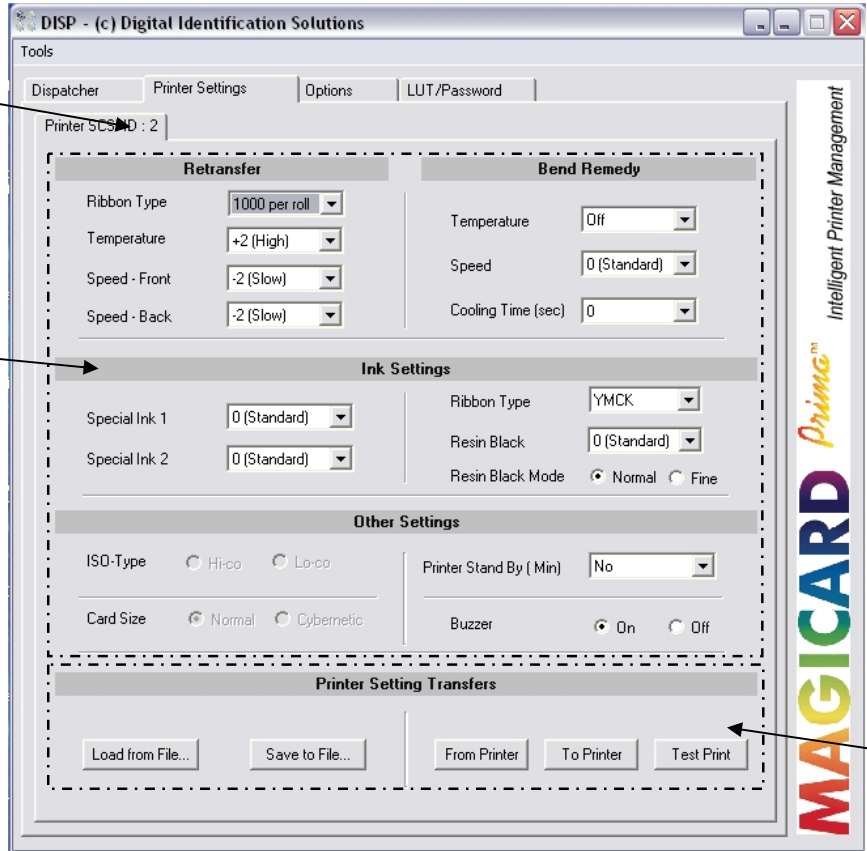 DISP - (c) Digital Identification Solutions
Tools
Dispatcher Printer Settings Options LUT/Password
Printer SCSI ID : 2
Retransfer
Ribbon Type 1000 per roll
Temperature +2 (High)
Speed - Front -2 (Slow)
Speed - Back -2 (Slow)
Bend Remedy
Temperature Off
Speed 0 (Standard)
Cooling Time (sec) 0
Ink Settings
Special Ink 1 0 (Standard)
Special Ink 2 0 (Standard)
Ribbon Type YMCK
Resin Black 0 (Standard)
Resin Black Mode Normal Fine
Other Settings
ISO-Type Hi-co Lo-co
Card Size Normal Cybernetic
Printer Stand By ( Min) No
Buzzer On Off
Printer Setting Transfers
Load from File... Save to File... From Printer To Printer Test Print
MAGICARD Prima™ Intelligent Printer Management